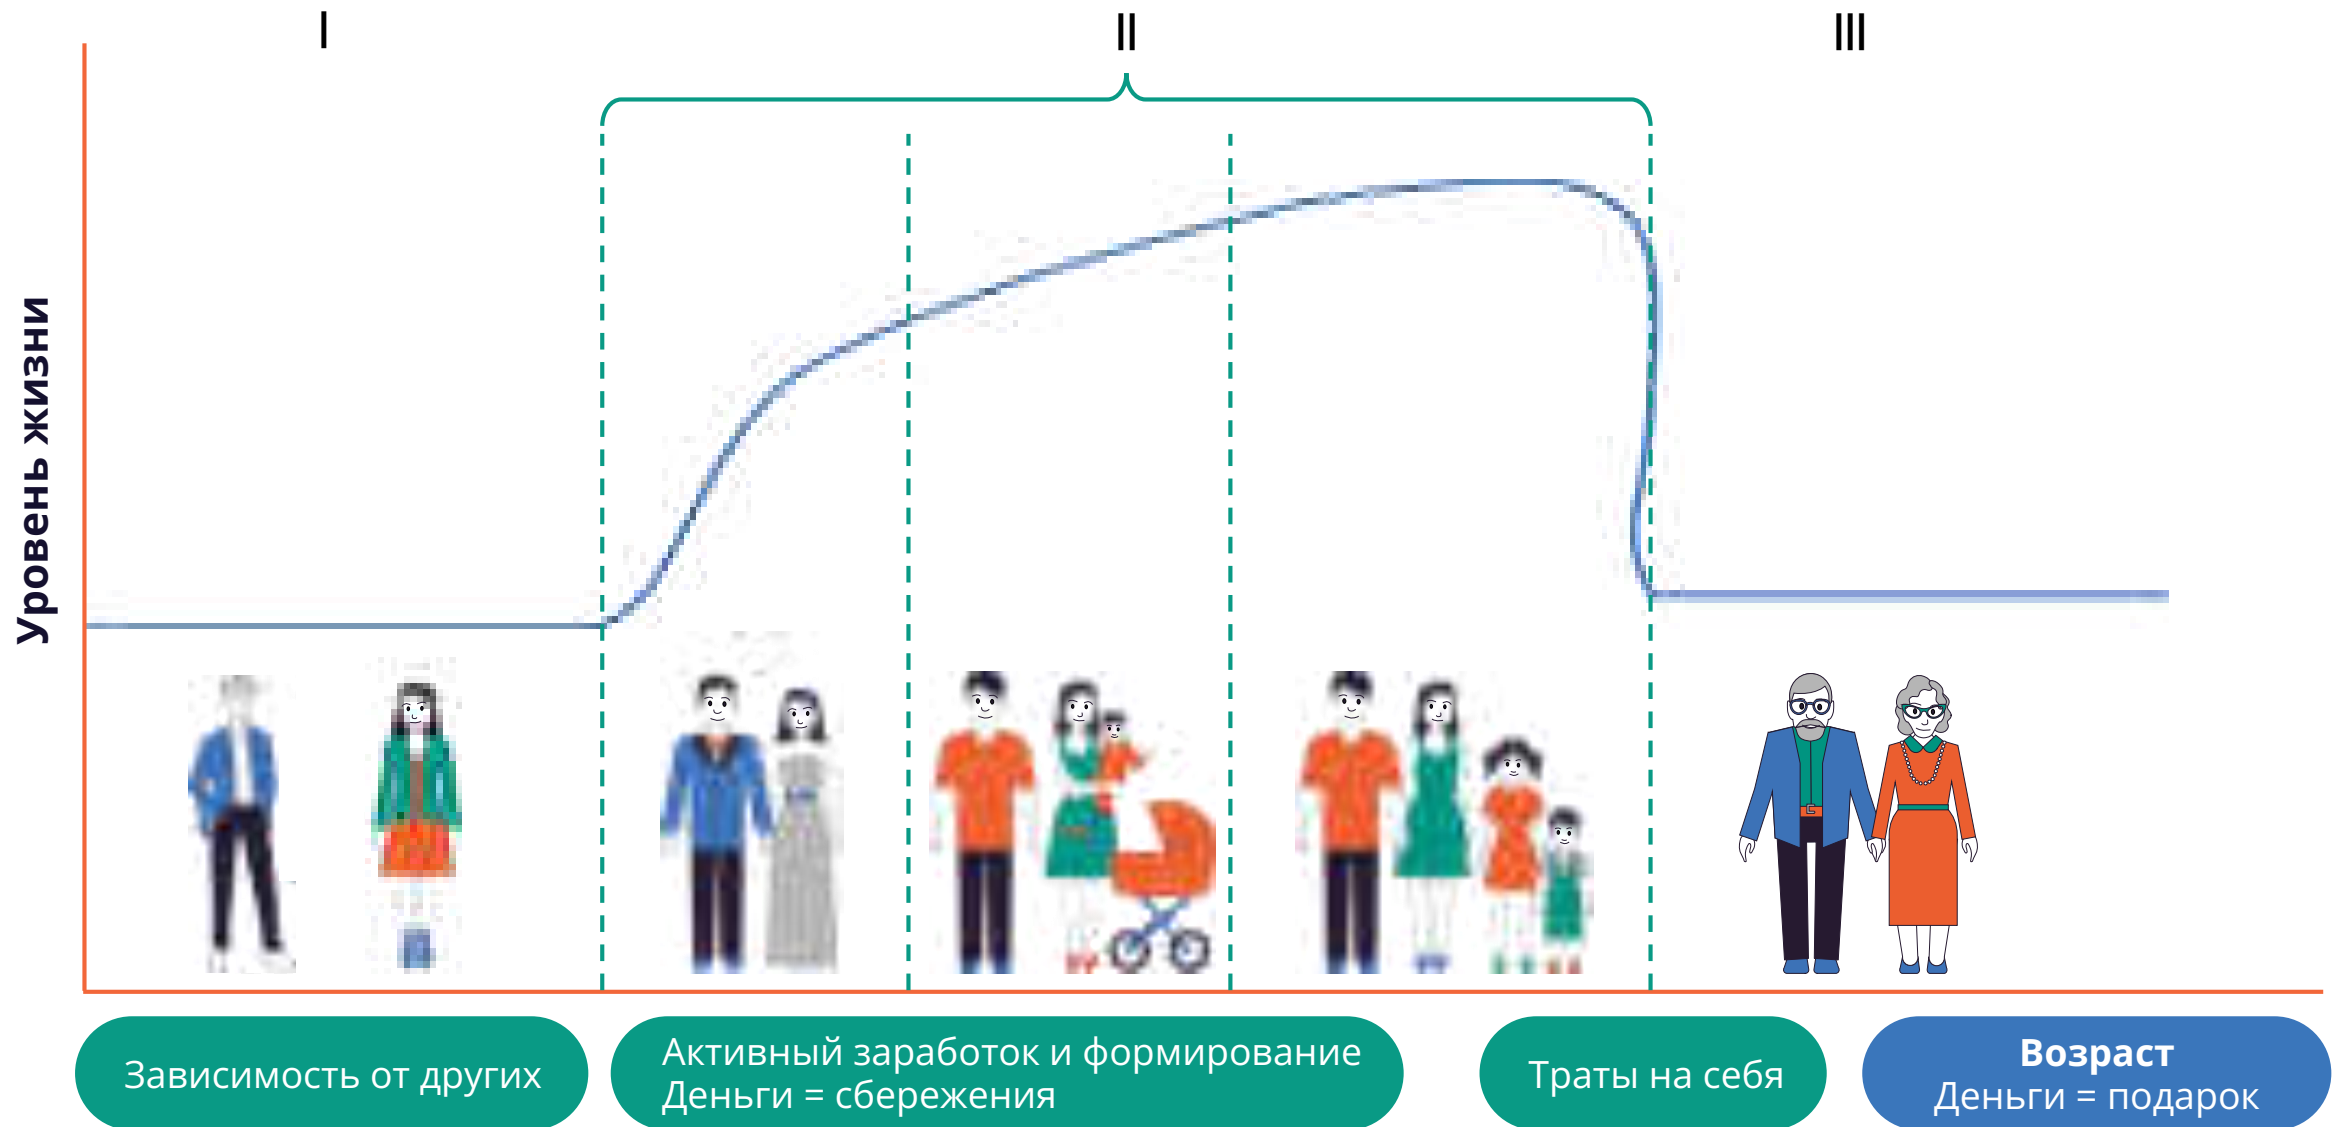 I
II
III
Уровень жизни
Зависимость от других
Активный заработок и формирование
Деньги = сбережения
Траты на себя
Возраст
Деньги = подарок